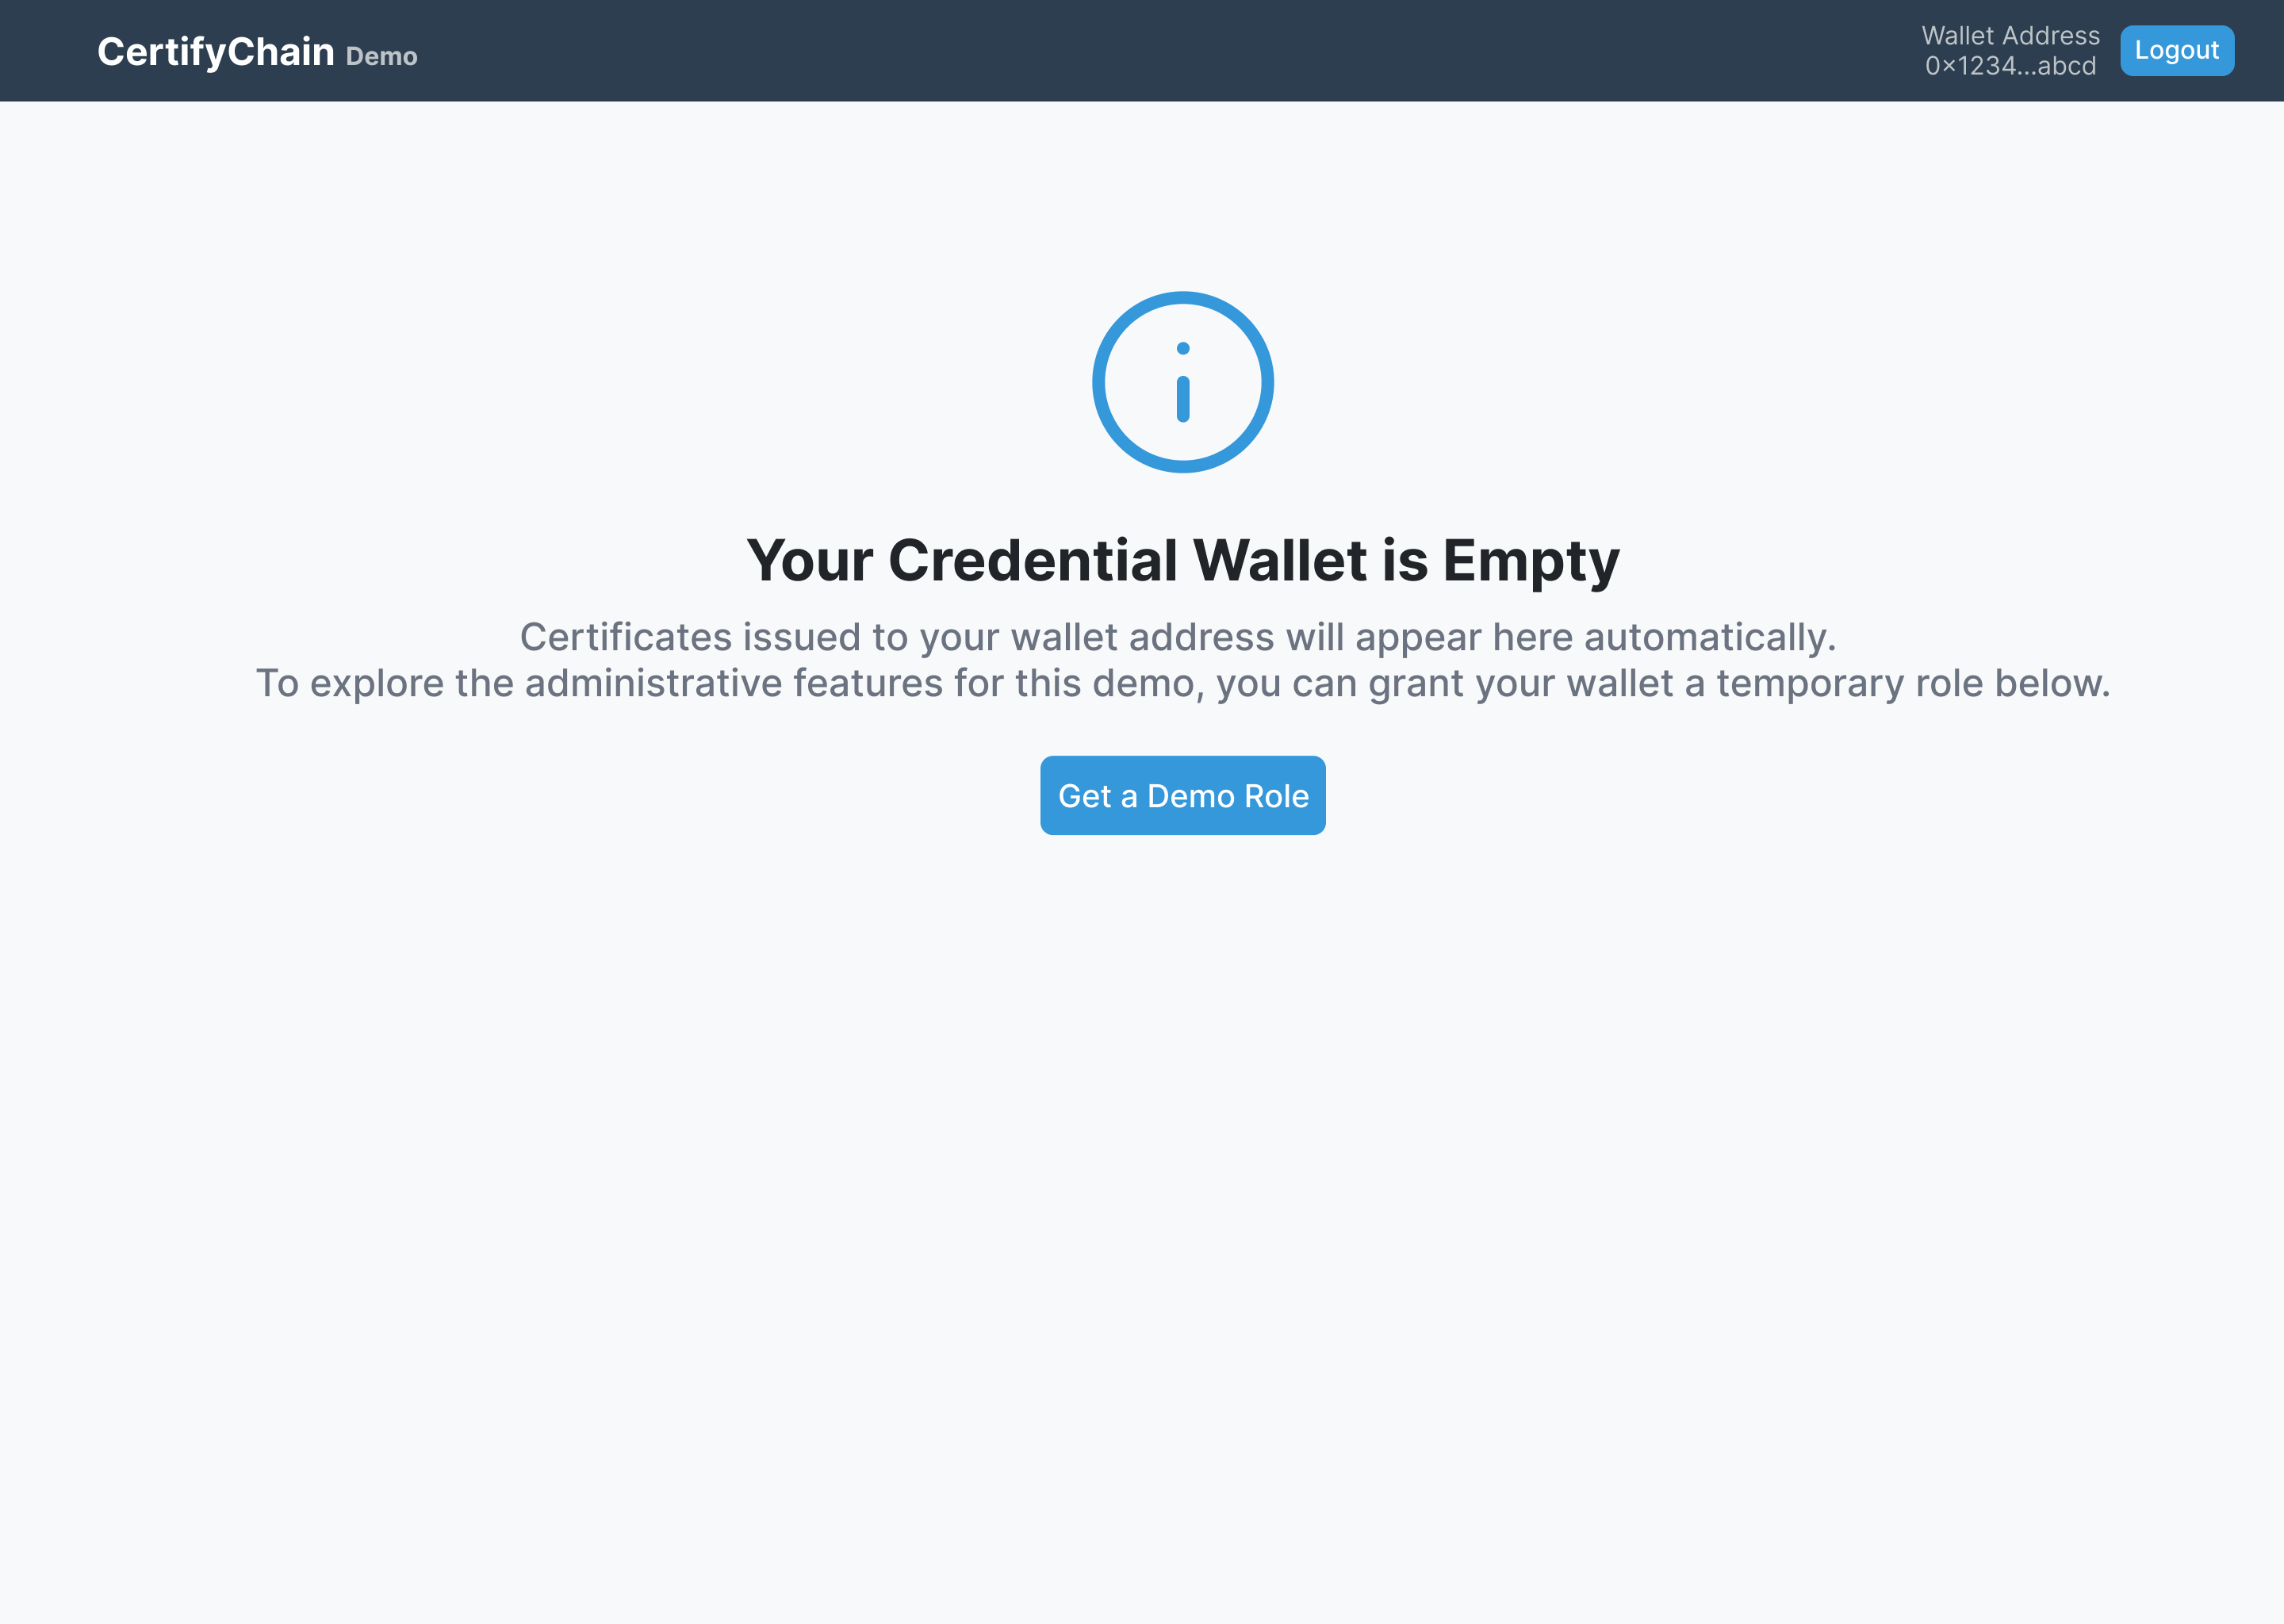 CertifyChain Demo
Wallet Address
0×1234...abcd
Logout
Your Credential Wallet is Empty
Certificates issued to your wallet address will appear here automatically.
To explore the administrative features for this demo, you can grant your wallet a temporary role below.
Get a Demo Role